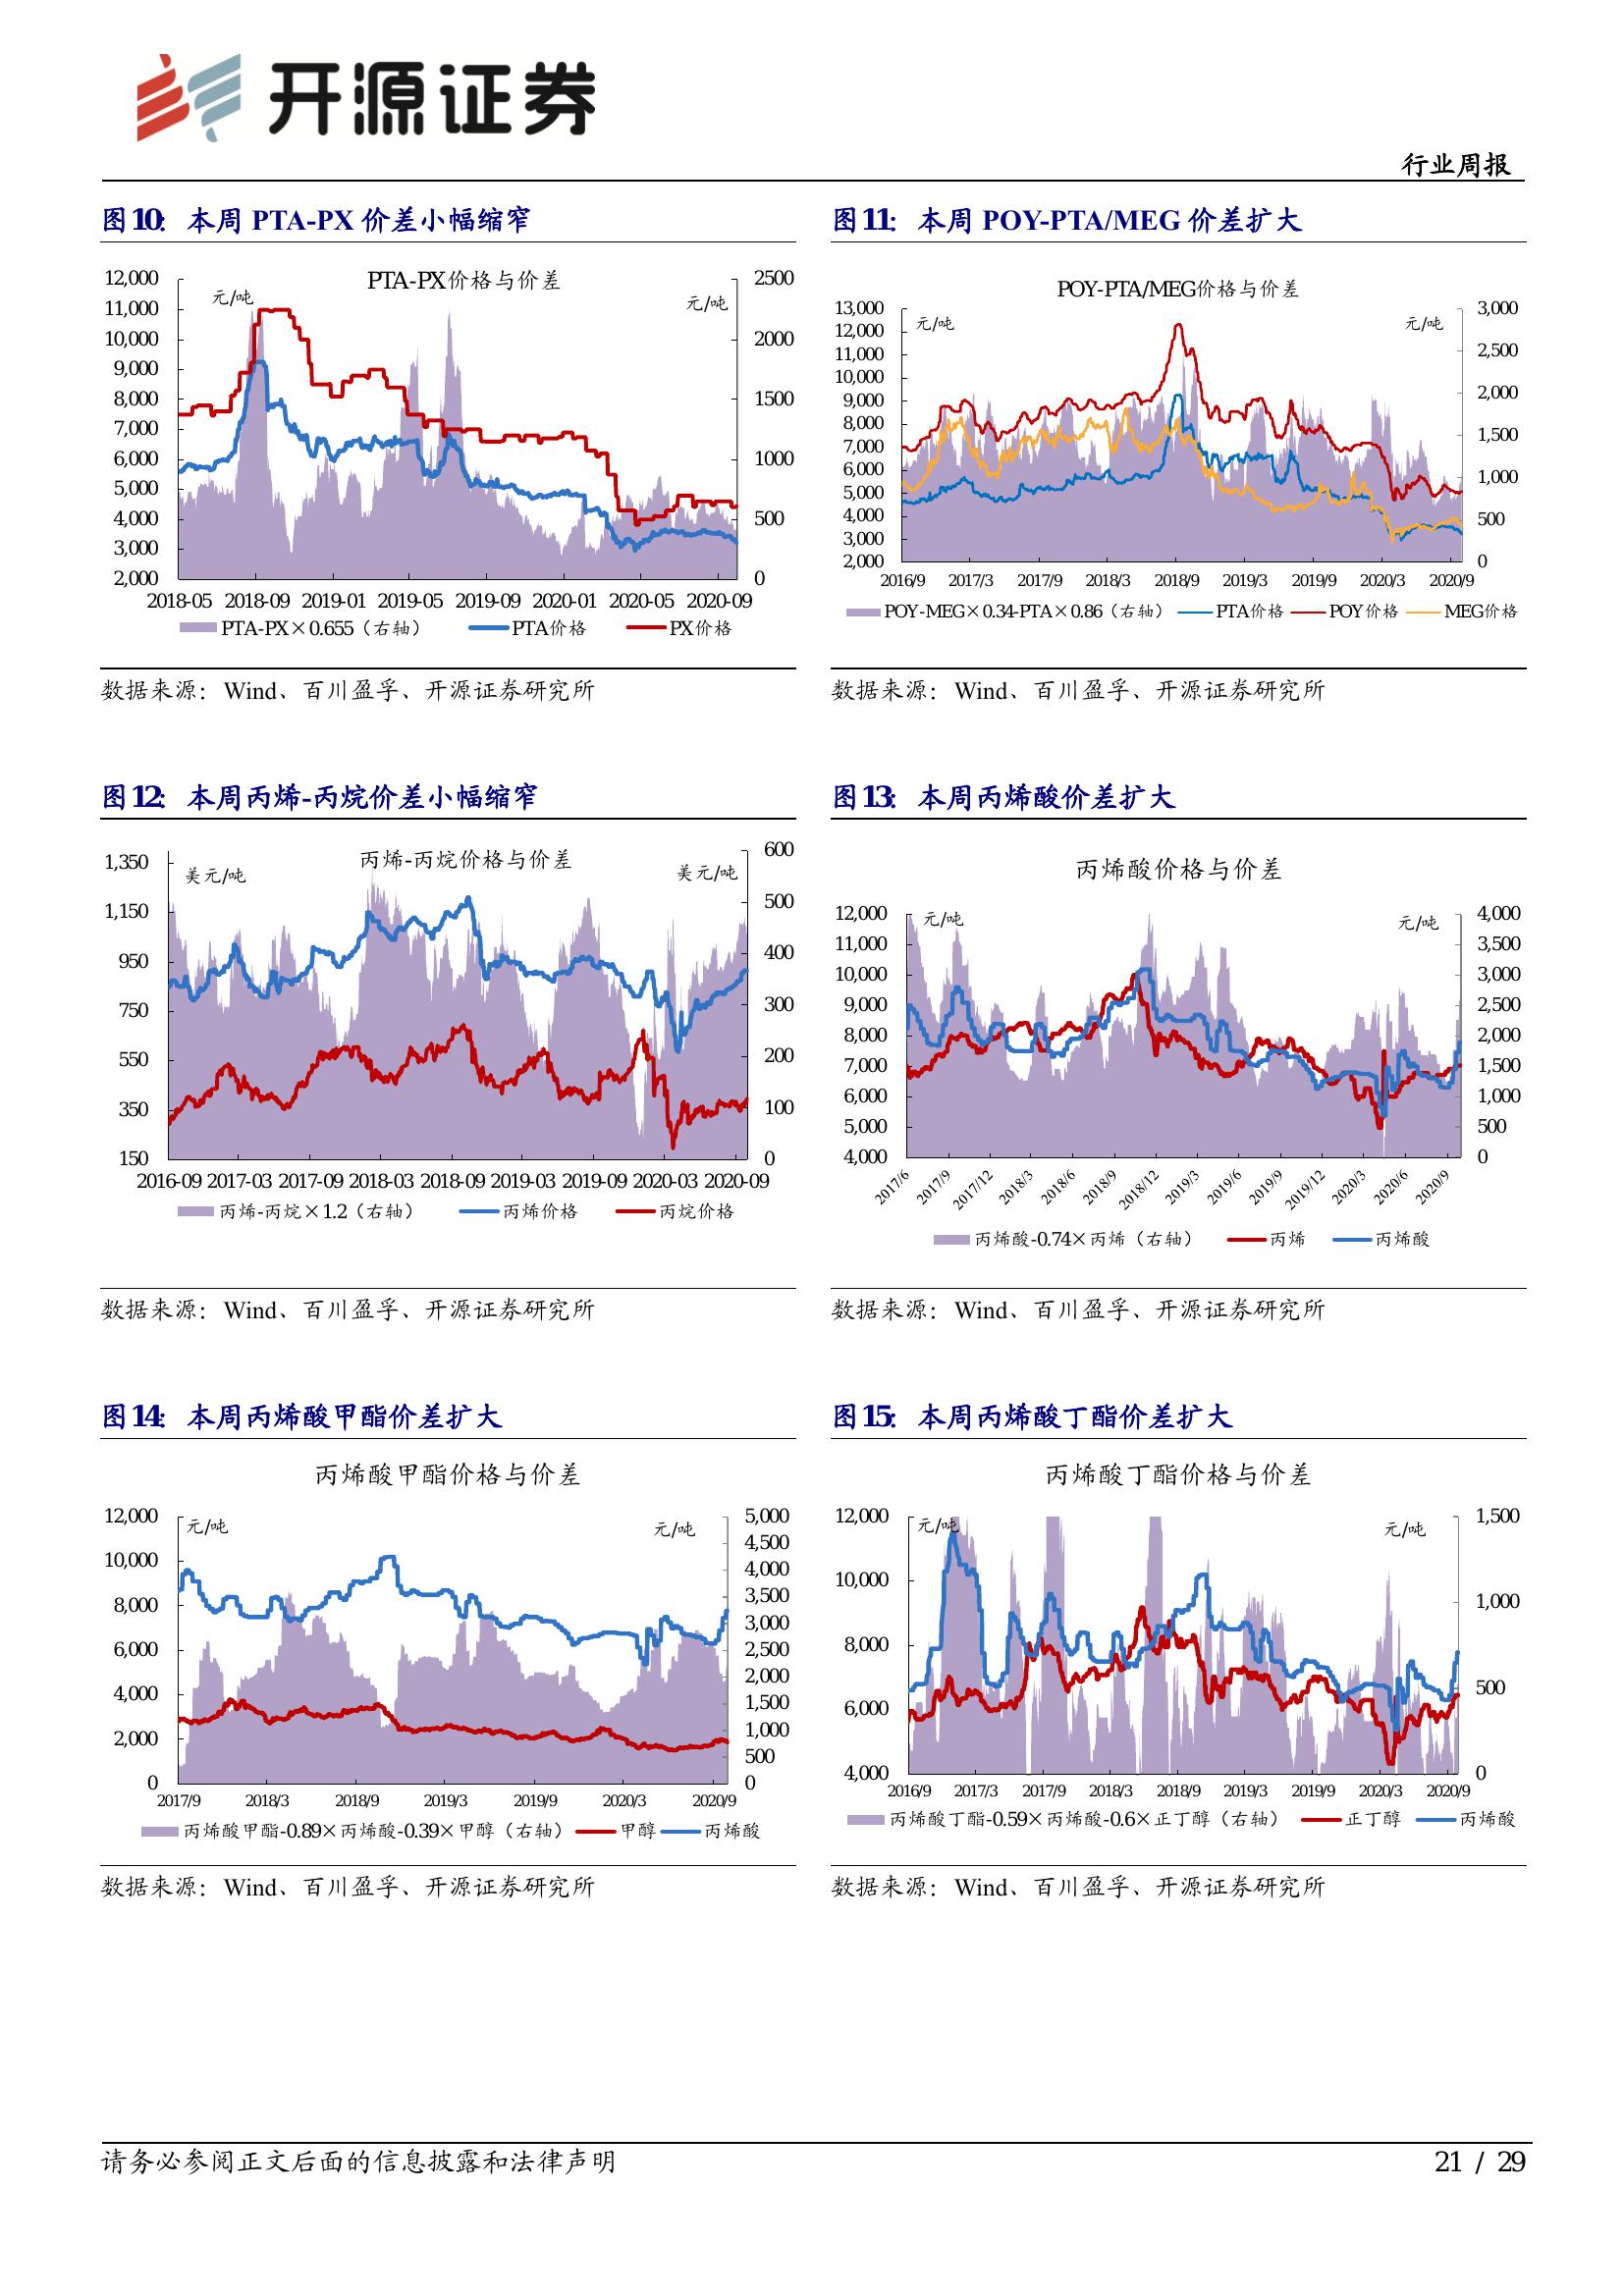 开源证券
行业周报
图10: 本周 PTA-PX 价差小幅缩窄
PTA-PX价格与价差
元/吨
元/吨
12,000
11,000
10,000
9,000
8,000
7,000
6,000
5,000
4,000
3,000
2,000
2500
2000
1500
1000
500
0
2018-05 2018-09 2019-01 2019-05 2019-09 2020-01 2020-05 2020-09
PTA-PX×0.655（右轴） PTA价格 PX价格
数据来源：Wind、百川盈孚、开源证券研究所
图11: 本周 POY-PTA/MEG 价差扩大
POY-PTA/MEG价格与价差
元/吨
元/吨
13,000
12,000
11,000
10,000
9,000
8,000
7,000
6,000
5,000
4,000
3,000
2,000
3,000
2,500
2,000
1,500
1,000
500
0
2016/9 2017/3 2017/9 2018/3 2018/9 2019/3 2019/9 2020/3 2020/9
POY-MEG×0.34-PTA×0.86（右轴） PTA价格 POY价格 MEG价格
数据来源：Wind、百川盈孚、开源证券研究所
图12: 本周丙烯-丙烷价差小幅缩窄
丙烯-丙烷价格与价差
美元/吨
美元/吨
1,350
1,150
950
750
550
350
150
600
500
400
300
200
100
0
2016-09 2017-03 2017-09 2018-03 2018-09 2019-03 2019-09 2020-03 2020-09
丙烯-丙烷×1.2（右轴） 丙烯价格 丙烷价格
数据来源：Wind、百川盈孚、开源证券研究所
图13: 本周丙烯酸价差扩大
丙烯酸价格与价差
元/吨
元/吨
12,000
11,000
10,000
9,000
8,000
7,000
6,000
5,000
4,000
4,000
3,500
3,000
2,500
2,000
1,500
1,000
500
0
2017/6 2017/9 2017/12 2018/3 2018/6 2018/9 2018/12 2019/3 2019/6 2019/9 2019/12 2020/3 2020/6 2020/9
丙烯酸-0.74×丙烯（右轴） 丙烯 丙烯酸
数据来源：Wind、百川盈孚、开源证券研究所
图14: 本周丙烯酸甲酯价差扩大
丙烯酸甲酯价格与价差
元/吨
元/吨
12,000
10,000
8,000
6,000
4,000
2,000
0
5,000
4,500
4,000
3,500
3,000
2,500
2,000
1,500
1,000
500
0
2017/9 2018/3 2018/9 2019/3 2019/9 2020/3 2020/9
丙烯酸甲酯-0.89×丙烯酸-0.39×甲醇（右轴） 甲醇 丙烯酸
数据来源：Wind、百川盈孚、开源证券研究所
图15: 本周丙烯酸丁酯价差扩大
丙烯酸丁酯价格与价差
元/吨
元/吨
12,000
10,000
8,000
6,000
4,000
1,500
1,000
500
0
2016/9 2017/3 2017/9 2018/3 2018/9 2019/3 2019/9 2020/3 2020/9
丙烯酸丁酯-0.59×丙烯酸-0.6×正丁醇（右轴） 正丁醇 丙烯酸
数据来源：Wind、百川盈孚、开源证券研究所
请务必参阅正文后面的信息披露和法律声明
21 / 29